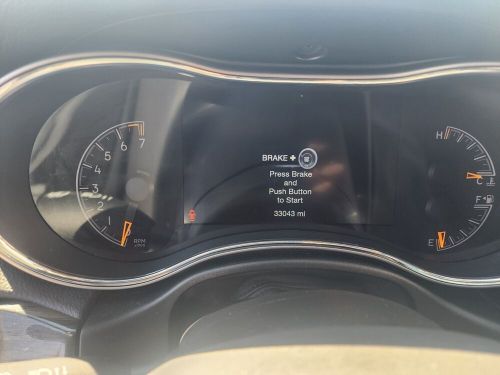 BRAKE +
Press Brake
and
Push Button
to Start
33043 mi
7
6
5
4
3
2
1
RPM
H
C
F
E